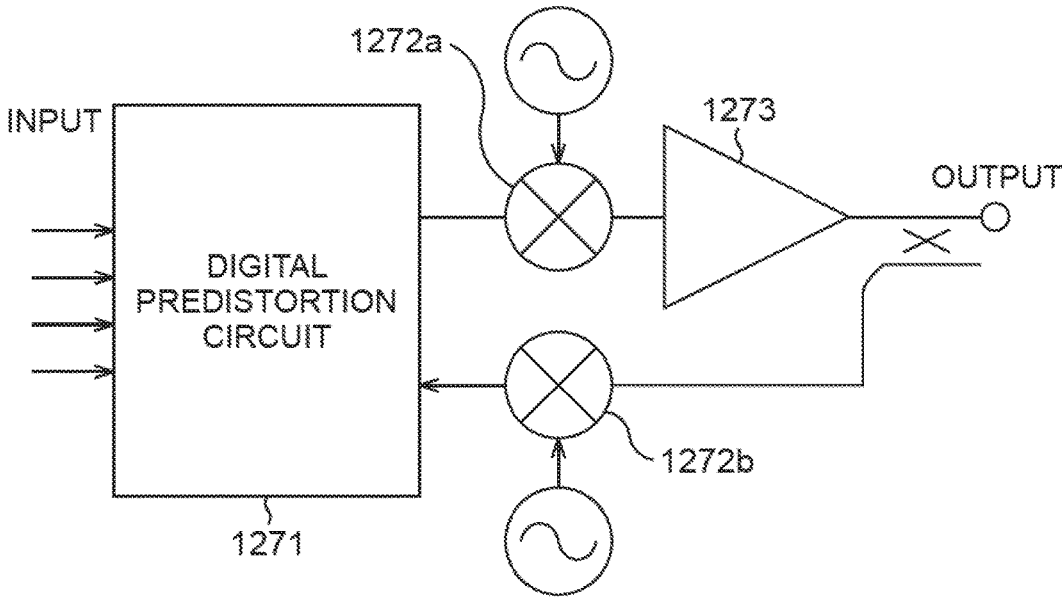 1272a
INPUT
1273
OUTPUT
DIGITAL
PREDISTORTION
CIRCUIT
1272b
1271